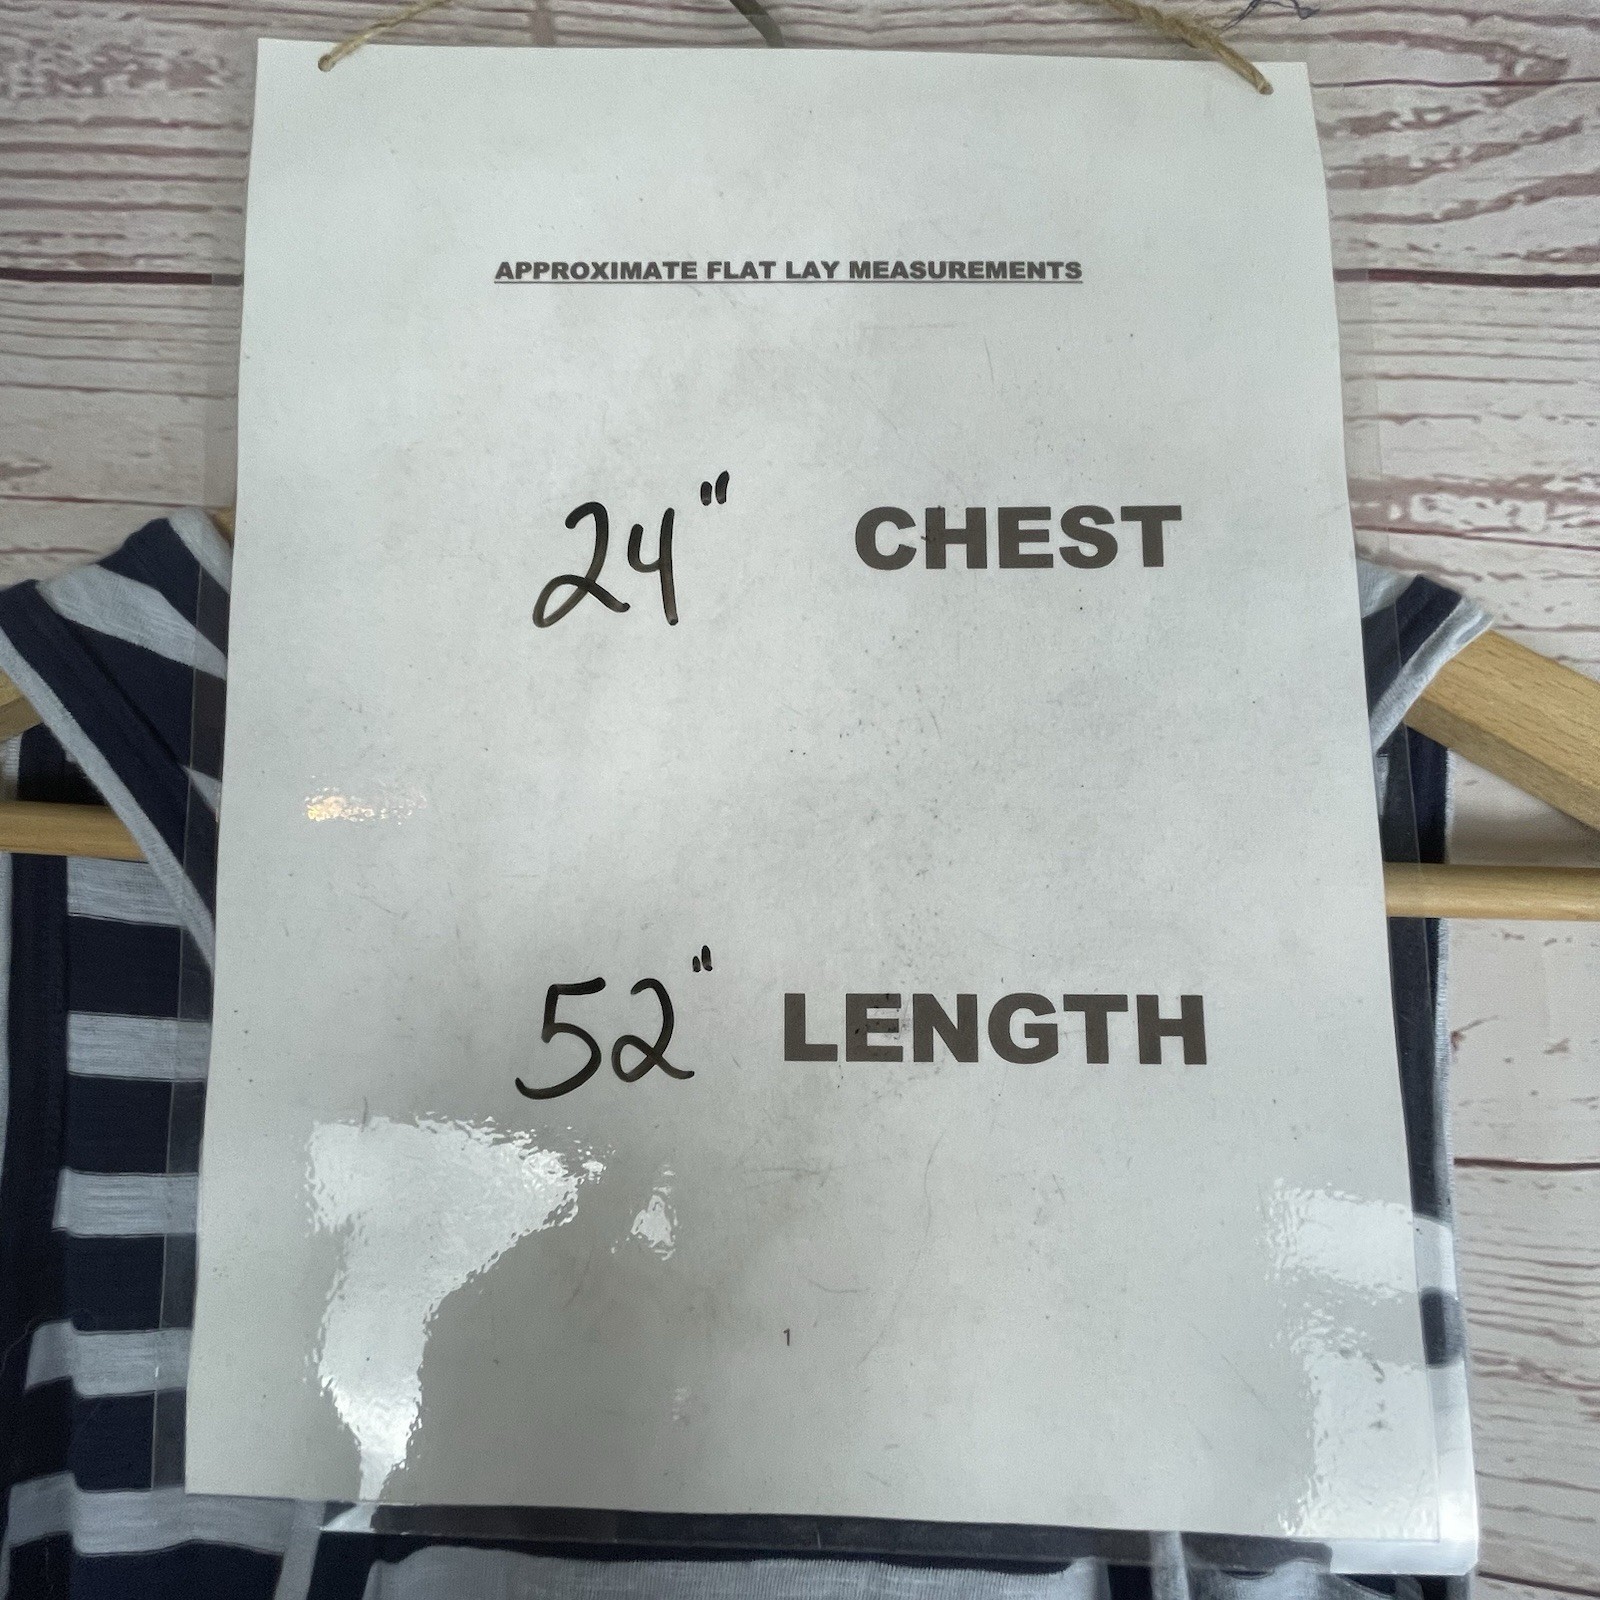 APPROXIMATE FLAT LAY MEASUREMENTS
24" CHEST
52" LENGTH
1